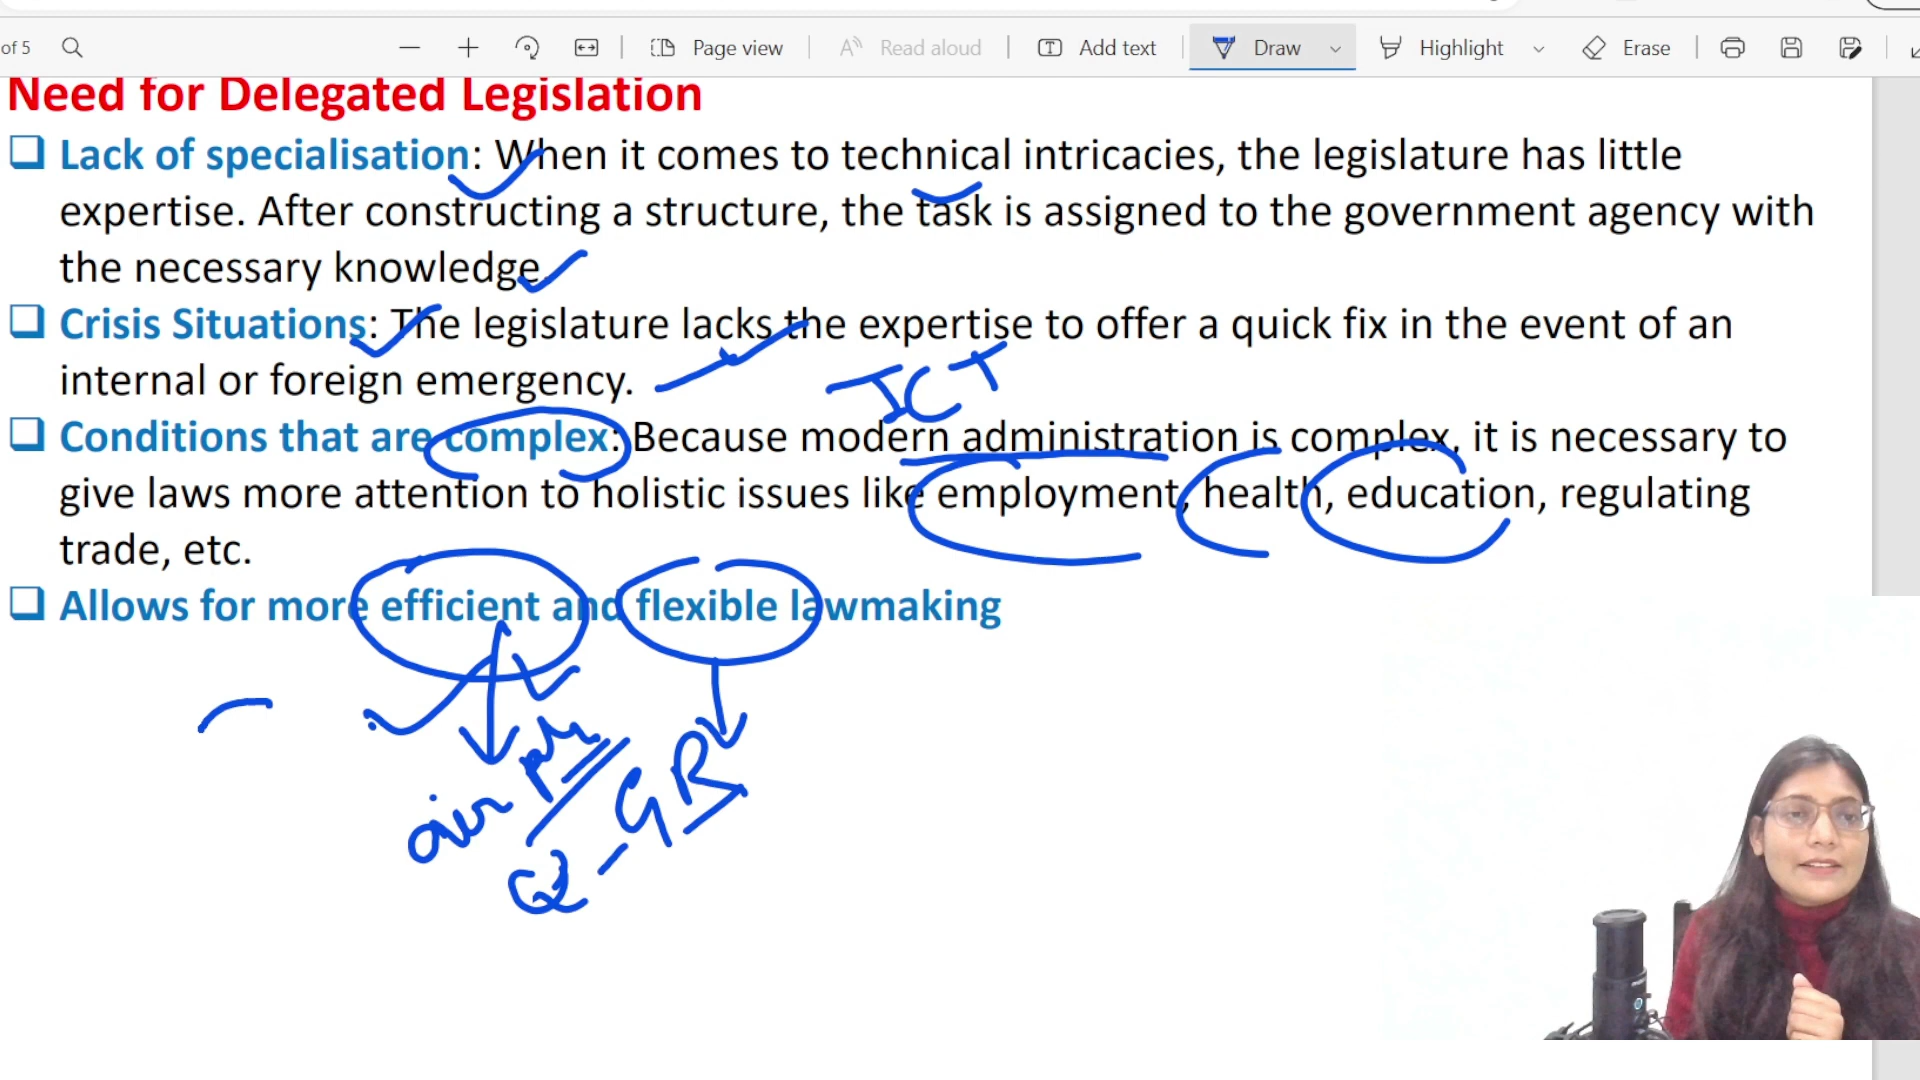 of 5 Page view Read aloud Add text Draw Highlight Erase
Need for Delegated Legislation
Lack of specialisation: When it comes to technical intricacies, the legislature has little
expertise. After constructing a structure, the task is assigned to the government agency with
the necessary knowledge.
Crisis Situations: The legislature lacks the expertise to offer a quick fix in the event of an
internal or foreign emergency.
ICT
Conditions that are complex: Because modern administration is complex, it is necessary to
give laws more attention to holistic issues like employment, health, education, regulating
trade, etc.
Allows for more efficient and flexible lawmaking